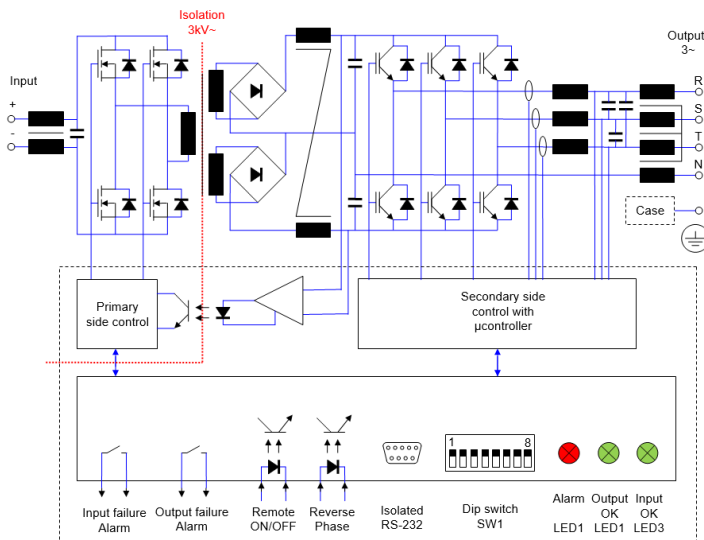 Isolation
3kV~
Output
3~
Input
+
-
R
S
T
N
Case
Primary
side control
Secondary side
control with
µcontroller
1
8
Input failure
Alarm
Output failure
Alarm
Remote
ON/OFF
Reverse
Phase
Isolated
RS-232
Dip switch
SW1
Alarm
LED1
Output
OK
LED1
Input
OK
LED3